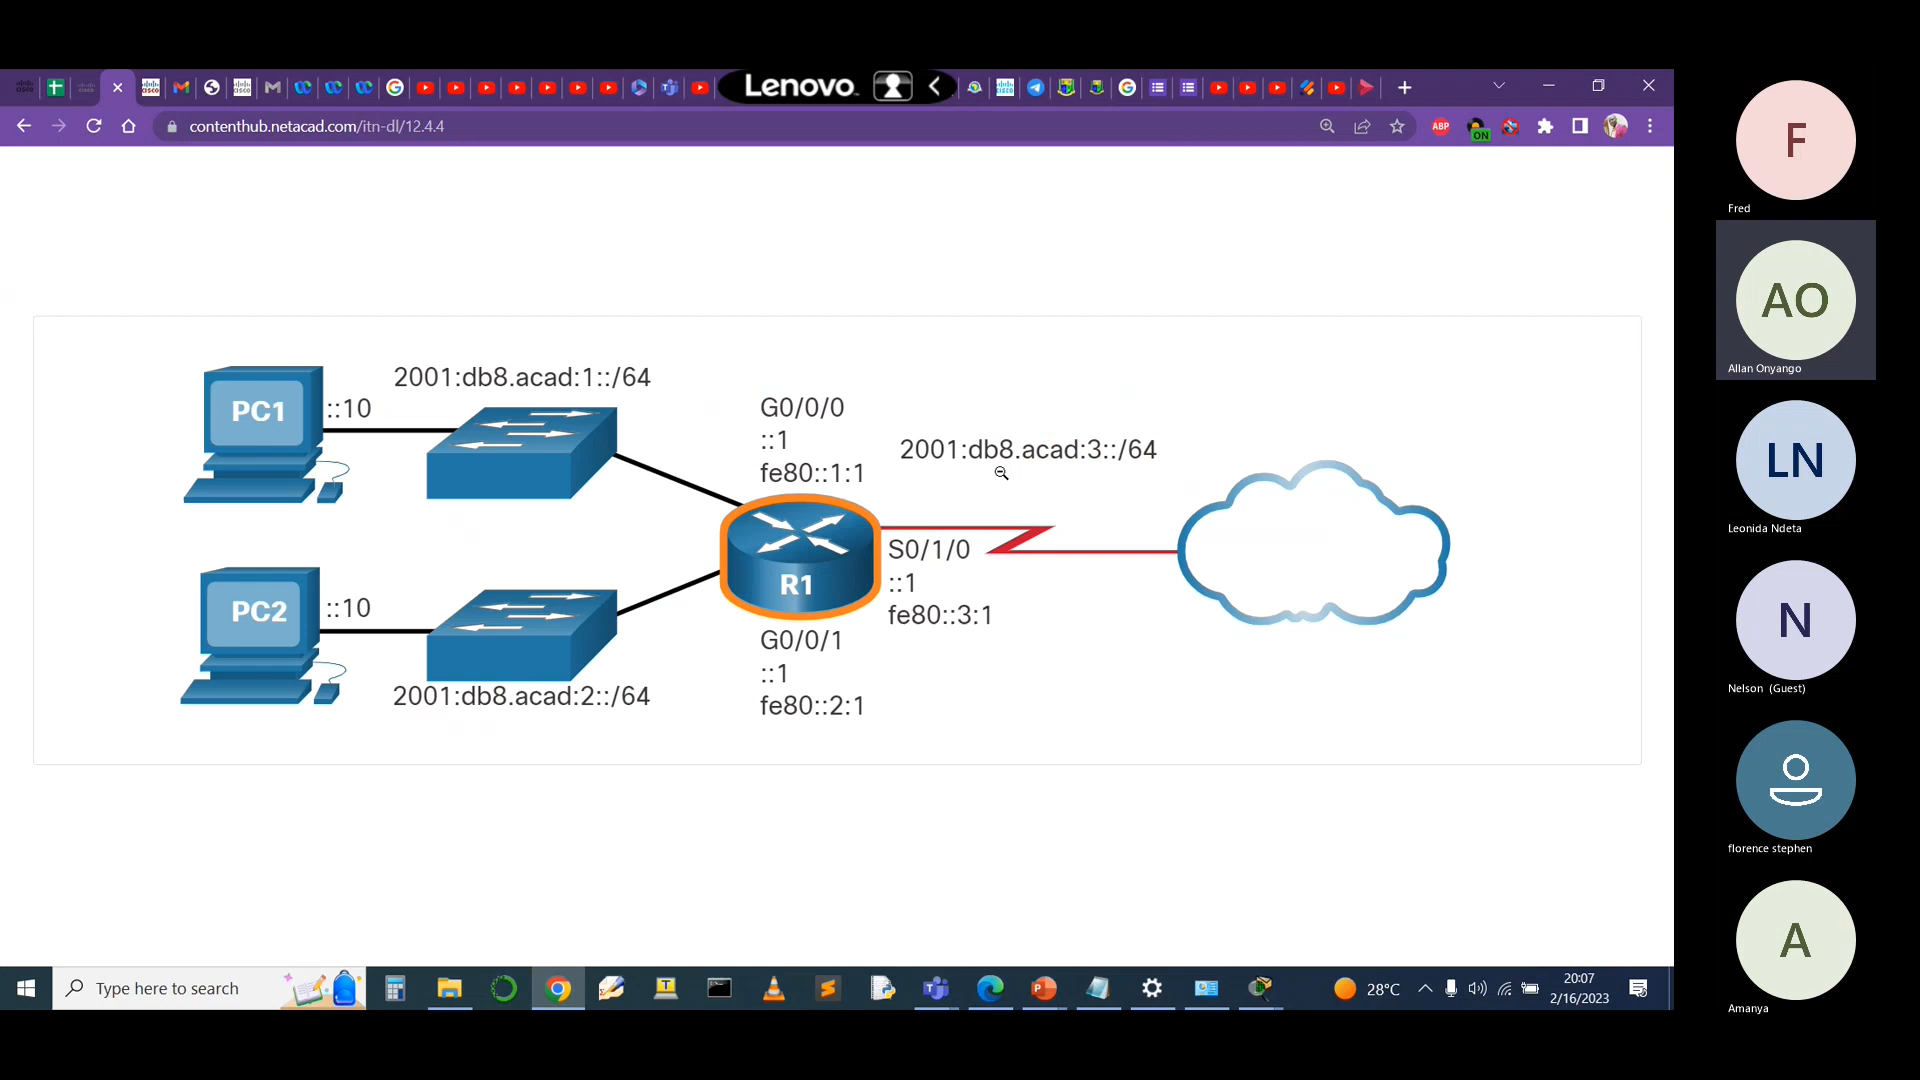 Lenovo
contenthub.netacad.com/itn-dl/12.4.4
ABP
ON
2001:db8.acad:1::/64
PC1
::10
G0/0/0
::1
fe80::1:1
2001:db8.acad:3::/64
R1
S0/1/0
::1
fe80::3:1
PC2
::10
2001:db8.acad:2::/64
G0/0/1
::1
fe80::2:1
F
Fred
AO
Allan Onyango
LN
Leonida Ndeta
N
Nelson (Guest)
florence stephen
A
Amanya
Type here to search
28°C
20:07
2/16/2023